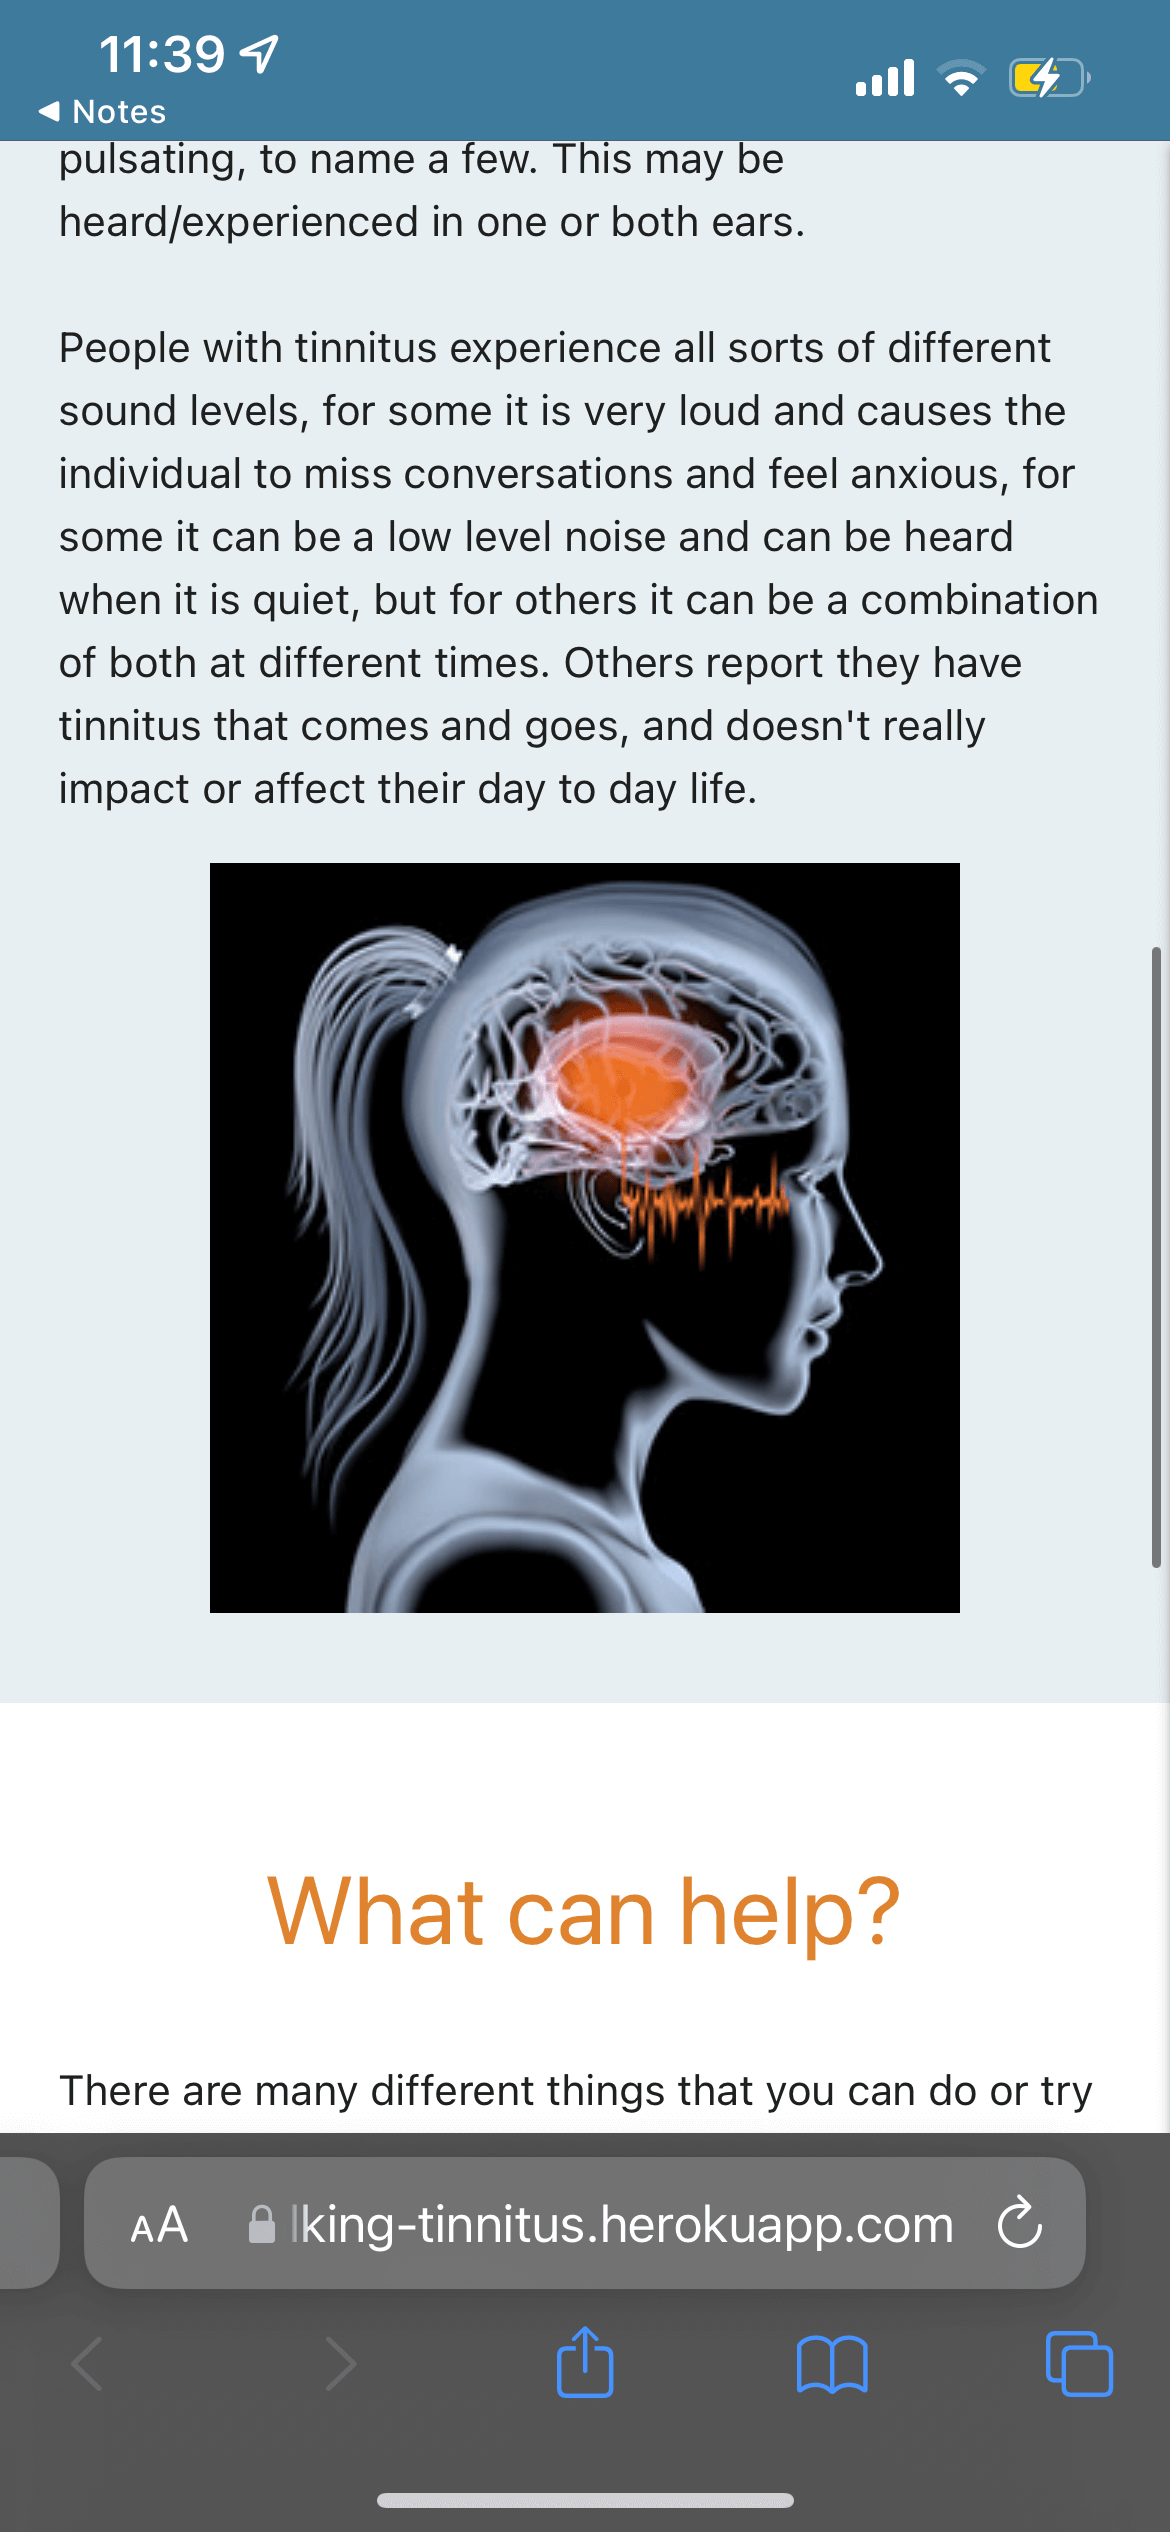 11:39
Notes
pulsating, to name a few. This may be
heard/experienced in one or both ears.
People with tinnitus experience all sorts of different
sound levels, for some it is very loud and causes the
individual to miss conversations and feel anxious, for
some it can be a low level noise and can be heard
when it is quiet, but for others it can be a combination
of both at different times. Others report they have
tinnitus that comes and goes, and doesn't really
impact or affect their day to day life.
What can help?
There are many different things that you can do or try
AA lking-tinnitus.herokuapp.com